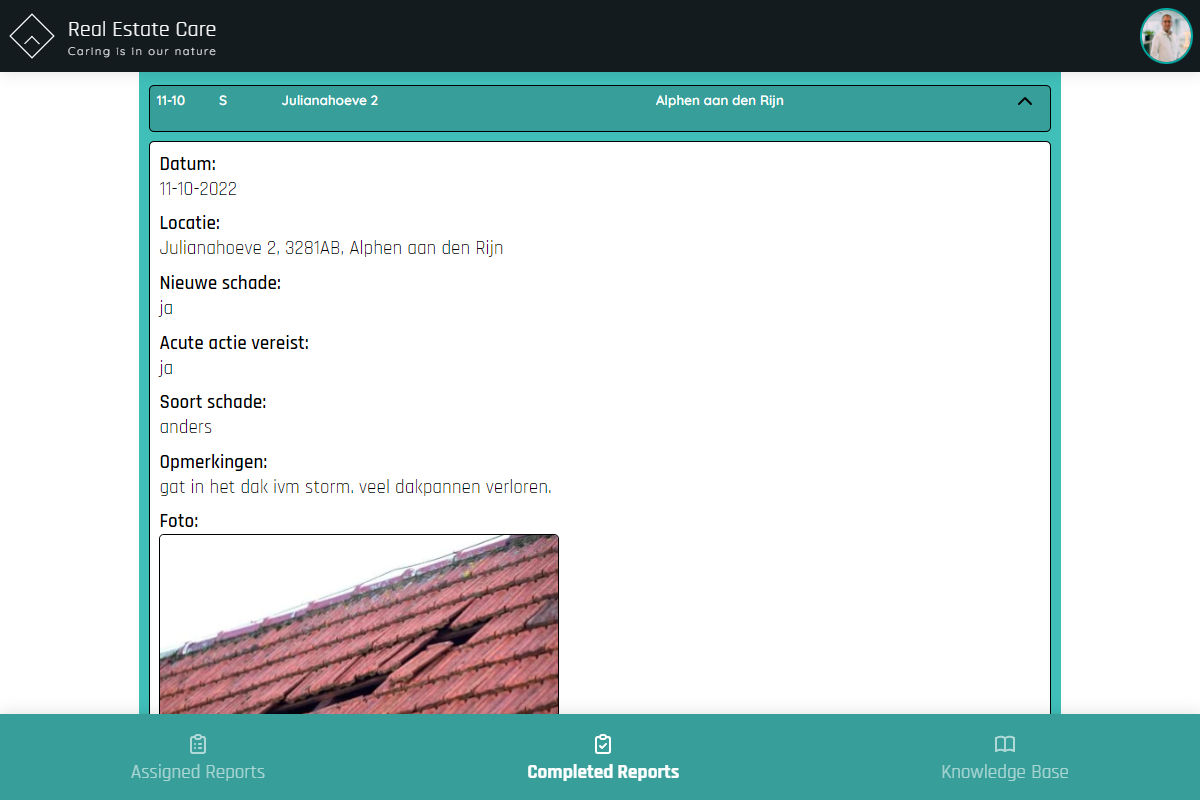 Real Estate Care
Caring is in our nature
11-10 S Julianahoeve 2 Alphen aan den Rijn
Datum:
11-10-2022
Locatie:
Julianahoeve 2, 3281AB, Alphen aan den Rijn
Nieuwe schade:
ja
Acute actie vereist:
ja
Soort schade:
anders
Opmerkingen:
gat in het dak ivm storm. veel dakpannen verloren.
Foto:
Assigned Reports Completed Reports Knowledge Base